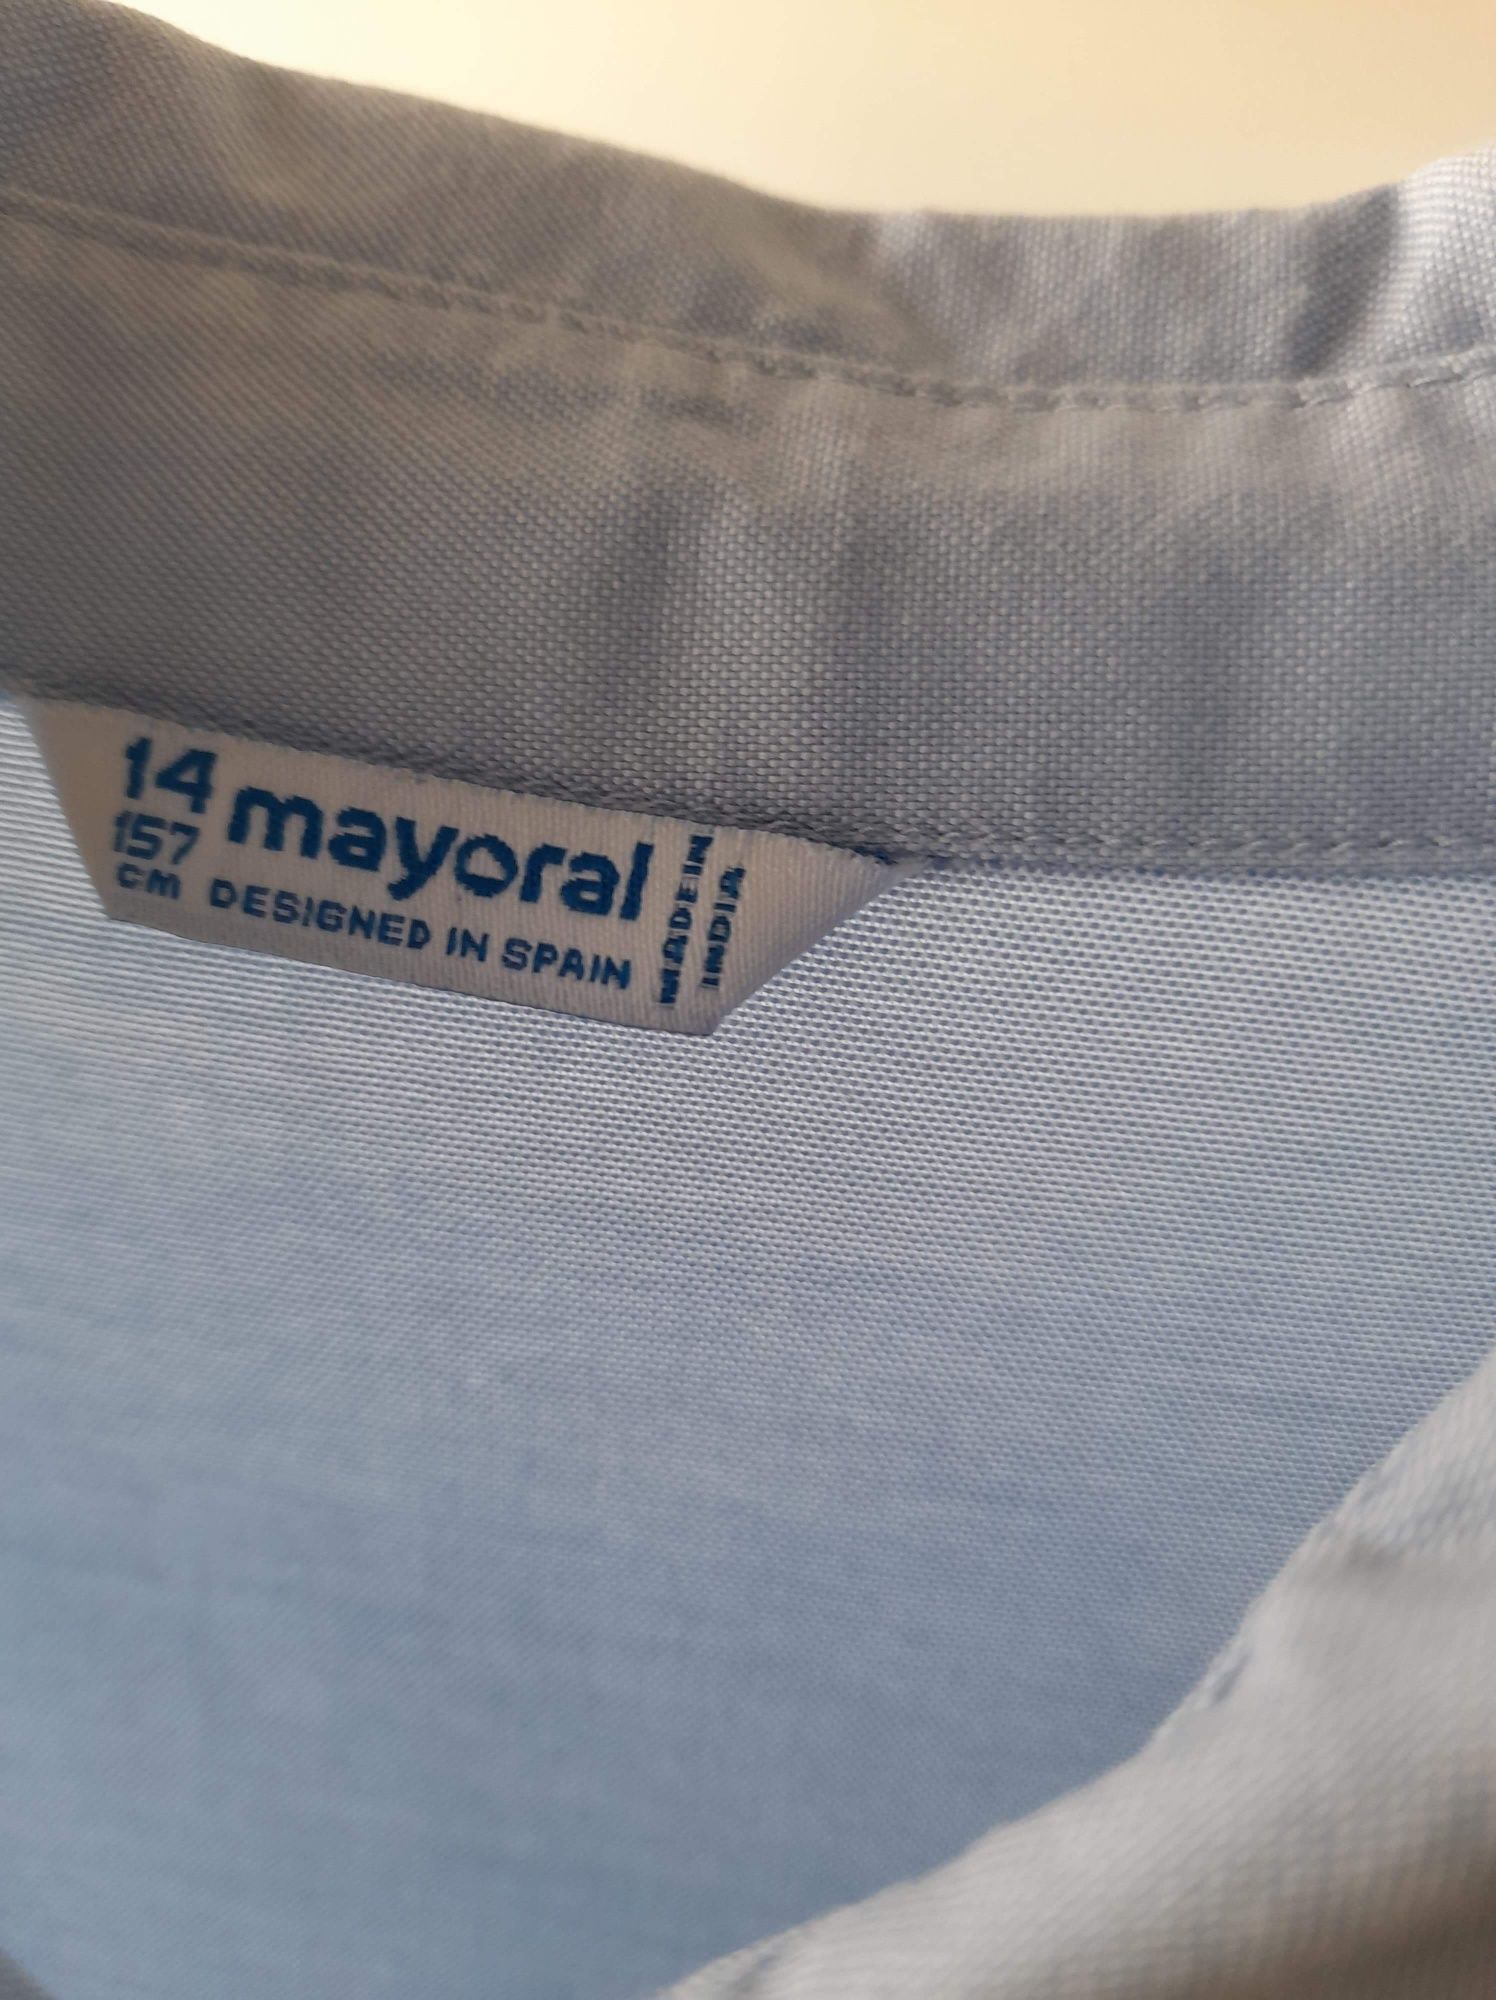 14 mayoral
157
CM DESIGNED IN SPAIN
MADE IN
INDIA